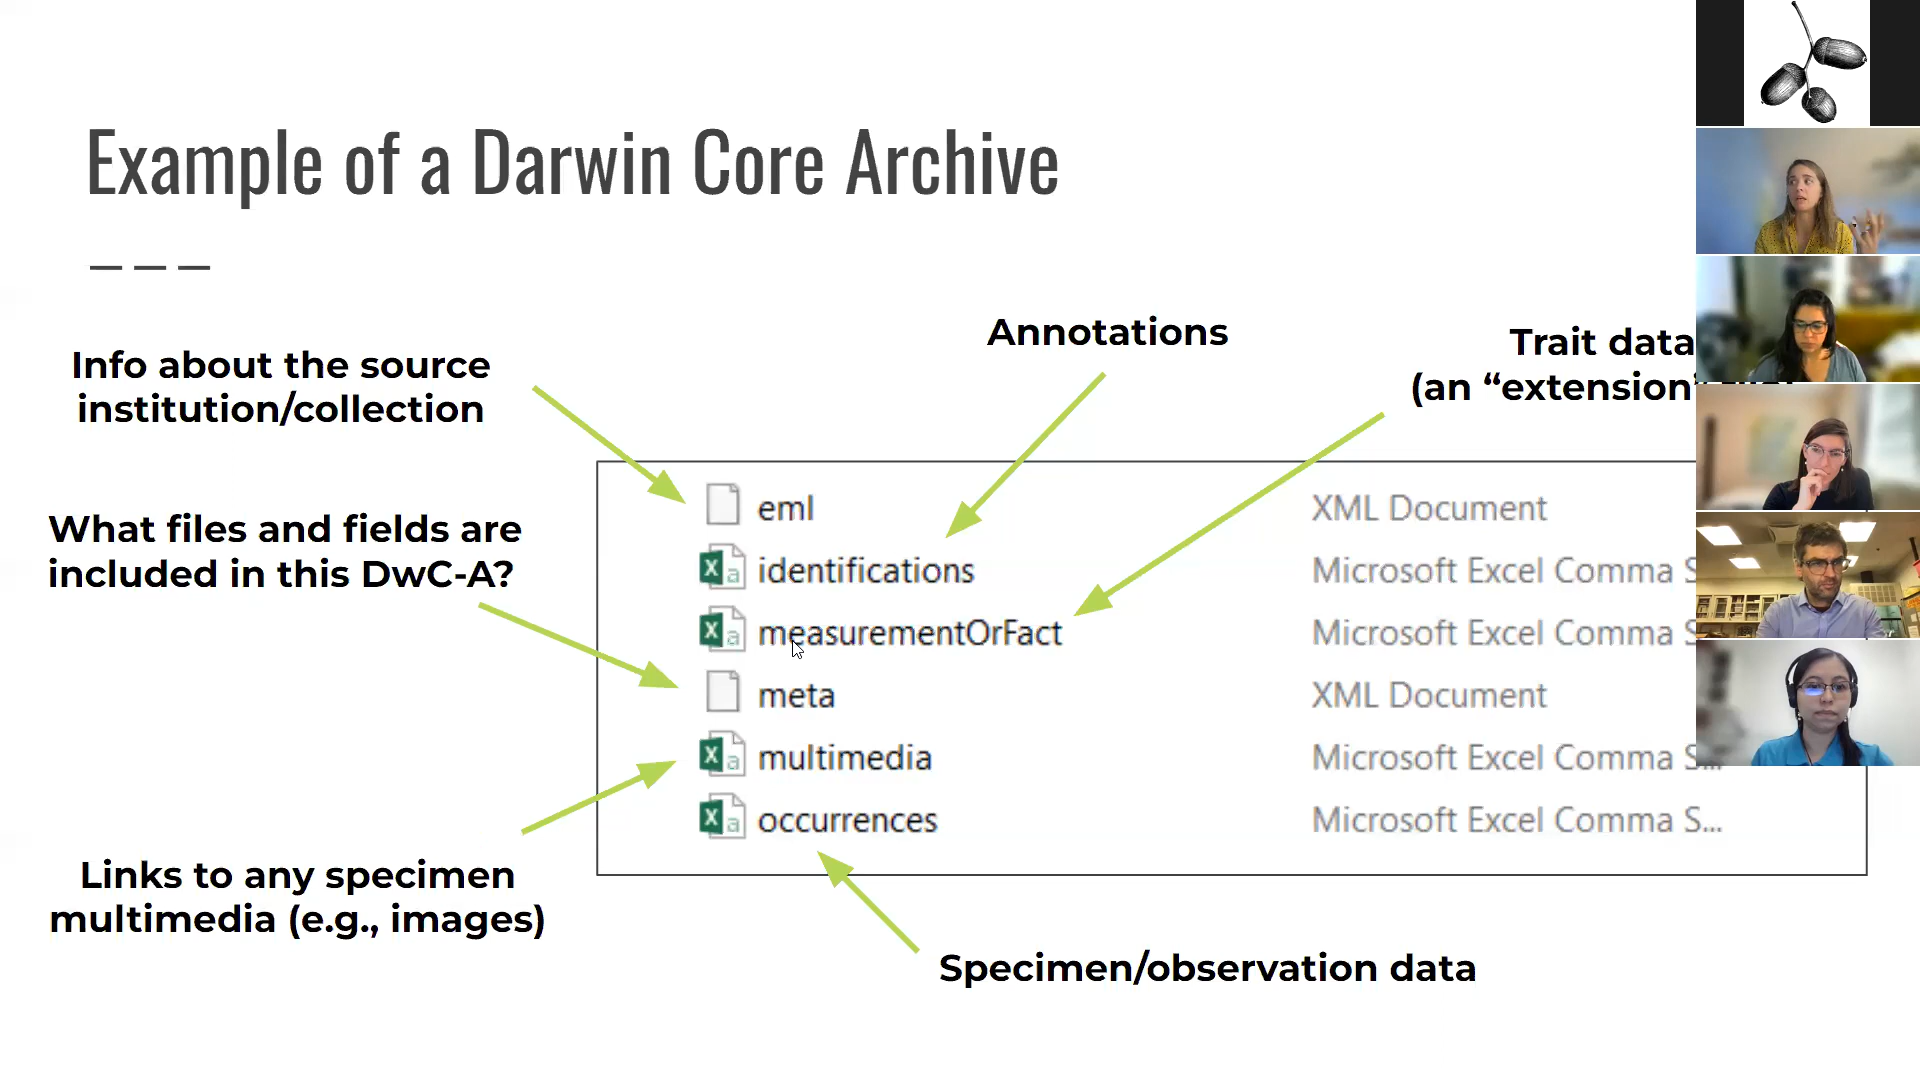 Example of a Darwin Core Archive
Info about the source
institution/collection
Annotations
Trait data
(an “extension”
What files and fields are
included in this DwC-A?
eml XML Document
identifications Microsoft Excel Comma S
measurementOrFact Microsoft Excel Comma S
meta XML Document
multimedia Microsoft Excel Comma S...
occurrences Microsoft Excel Comma S...
Links to any specimen
multimedia (e.g., images)
Specimen/observation data